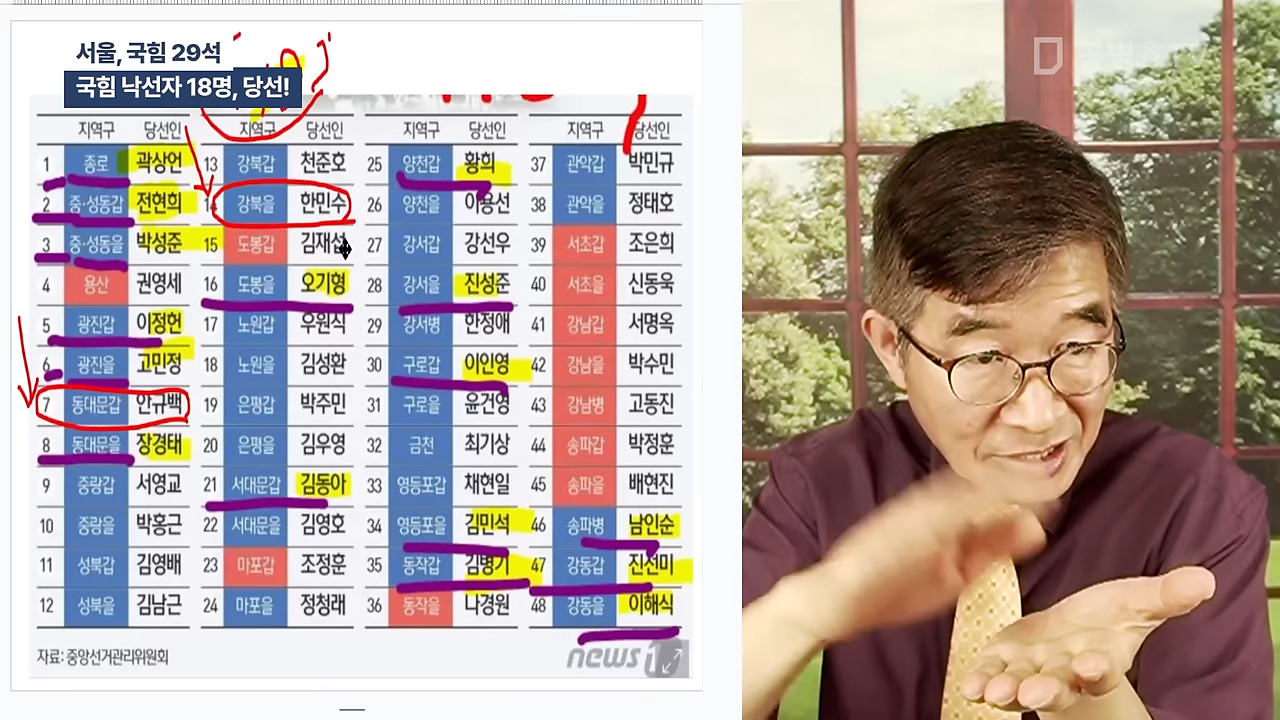 서울, 국힘 29석
국힘 낙선자 18명, 당선!
지역구 당선인 지역구 당선인 지역구 당선인 지역구 당선인
1 종로 곽상언 13 강북갑 천준호 25 양천갑 황희 37 관악갑 박민규
2 중·성동갑 전현희 14 강북을 한민수 26 양천을 이용선 38 관악을 정태호
3 중·성동을 박성준 15 도봉갑 김재섭 27 강서갑 강선우 39 서초갑 조은희
4 용산 권영세 16 도봉을 오기형 28 강서을 진성준 40 서초을 신동욱
5 광진갑 이정헌 17 노원갑 우원식 29 강서병 한정애 41 강남갑 서명옥
6 광진을 고민정 18 노원을 김성환 30 구로갑 이인영 42 강남을 박수민
7 동대문갑 안규백 19 은평갑 박주민 31 구로을 윤건영 43 강남병 고동진
8 동대문을 장경태 20 은평을 김우영 32 금천 최기상 44 송파갑 박정훈
9 중랑갑 서영교 21 서대문갑 김동아 33 영등포갑 채현일 45 송파을 배현진
10 중랑을 박홍근 22 서대문을 김영호 34 영등포을 김민석 46 송파병 남인순
11 성북갑 김영배 23 마포갑 조정훈 35 동작갑 김병기 47 강동갑 진선미
12 성북을 김남근 24 마포을 정청래 36 동작을 나경원 48 강동을 이해식
자료: 중앙선거관리위원회
news1